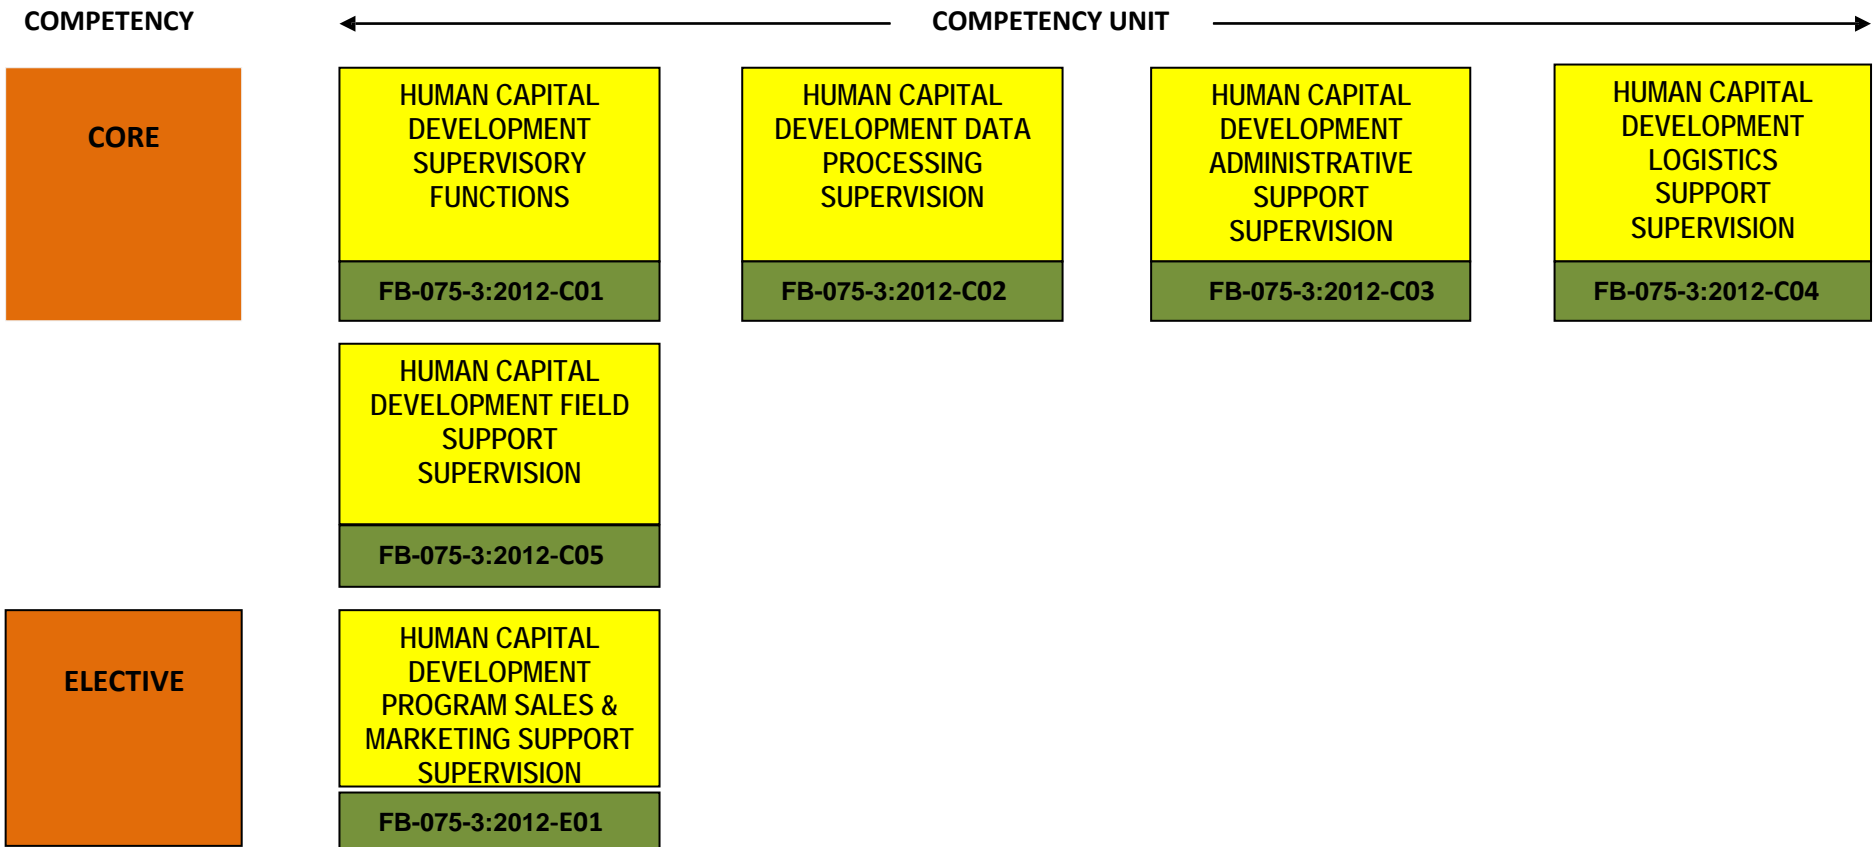 COMPETENCY
COMPETENCY UNIT
CORE
HUMAN CAPITAL
DEVELOPMENT
SUPERVISORY
FUNCTIONS
FB-075-3:2012-C01
HUMAN CAPITAL
DEVELOPMENT DATA
PROCESSING
SUPERVISION
FB-075-3:2012-C02
HUMAN CAPITAL
DEVELOPMENT
ADMINISTRATIVE
SUPPORT
SUPERVISION
FB-075-3:2012-C03
HUMAN CAPITAL
DEVELOPMENT
LOGISTICS
SUPPORT
SUPERVISION
FB-075-3:2012-C04
HUMAN CAPITAL
DEVELOPMENT FIELD
SUPPORT
SUPERVISION
FB-075-3:2012-C05
ELECTIVE
HUMAN CAPITAL
DEVELOPMENT
PROGRAM SALES &
MARKETING SUPPORT
SUPERVISION
FB-075-3:2012-E01